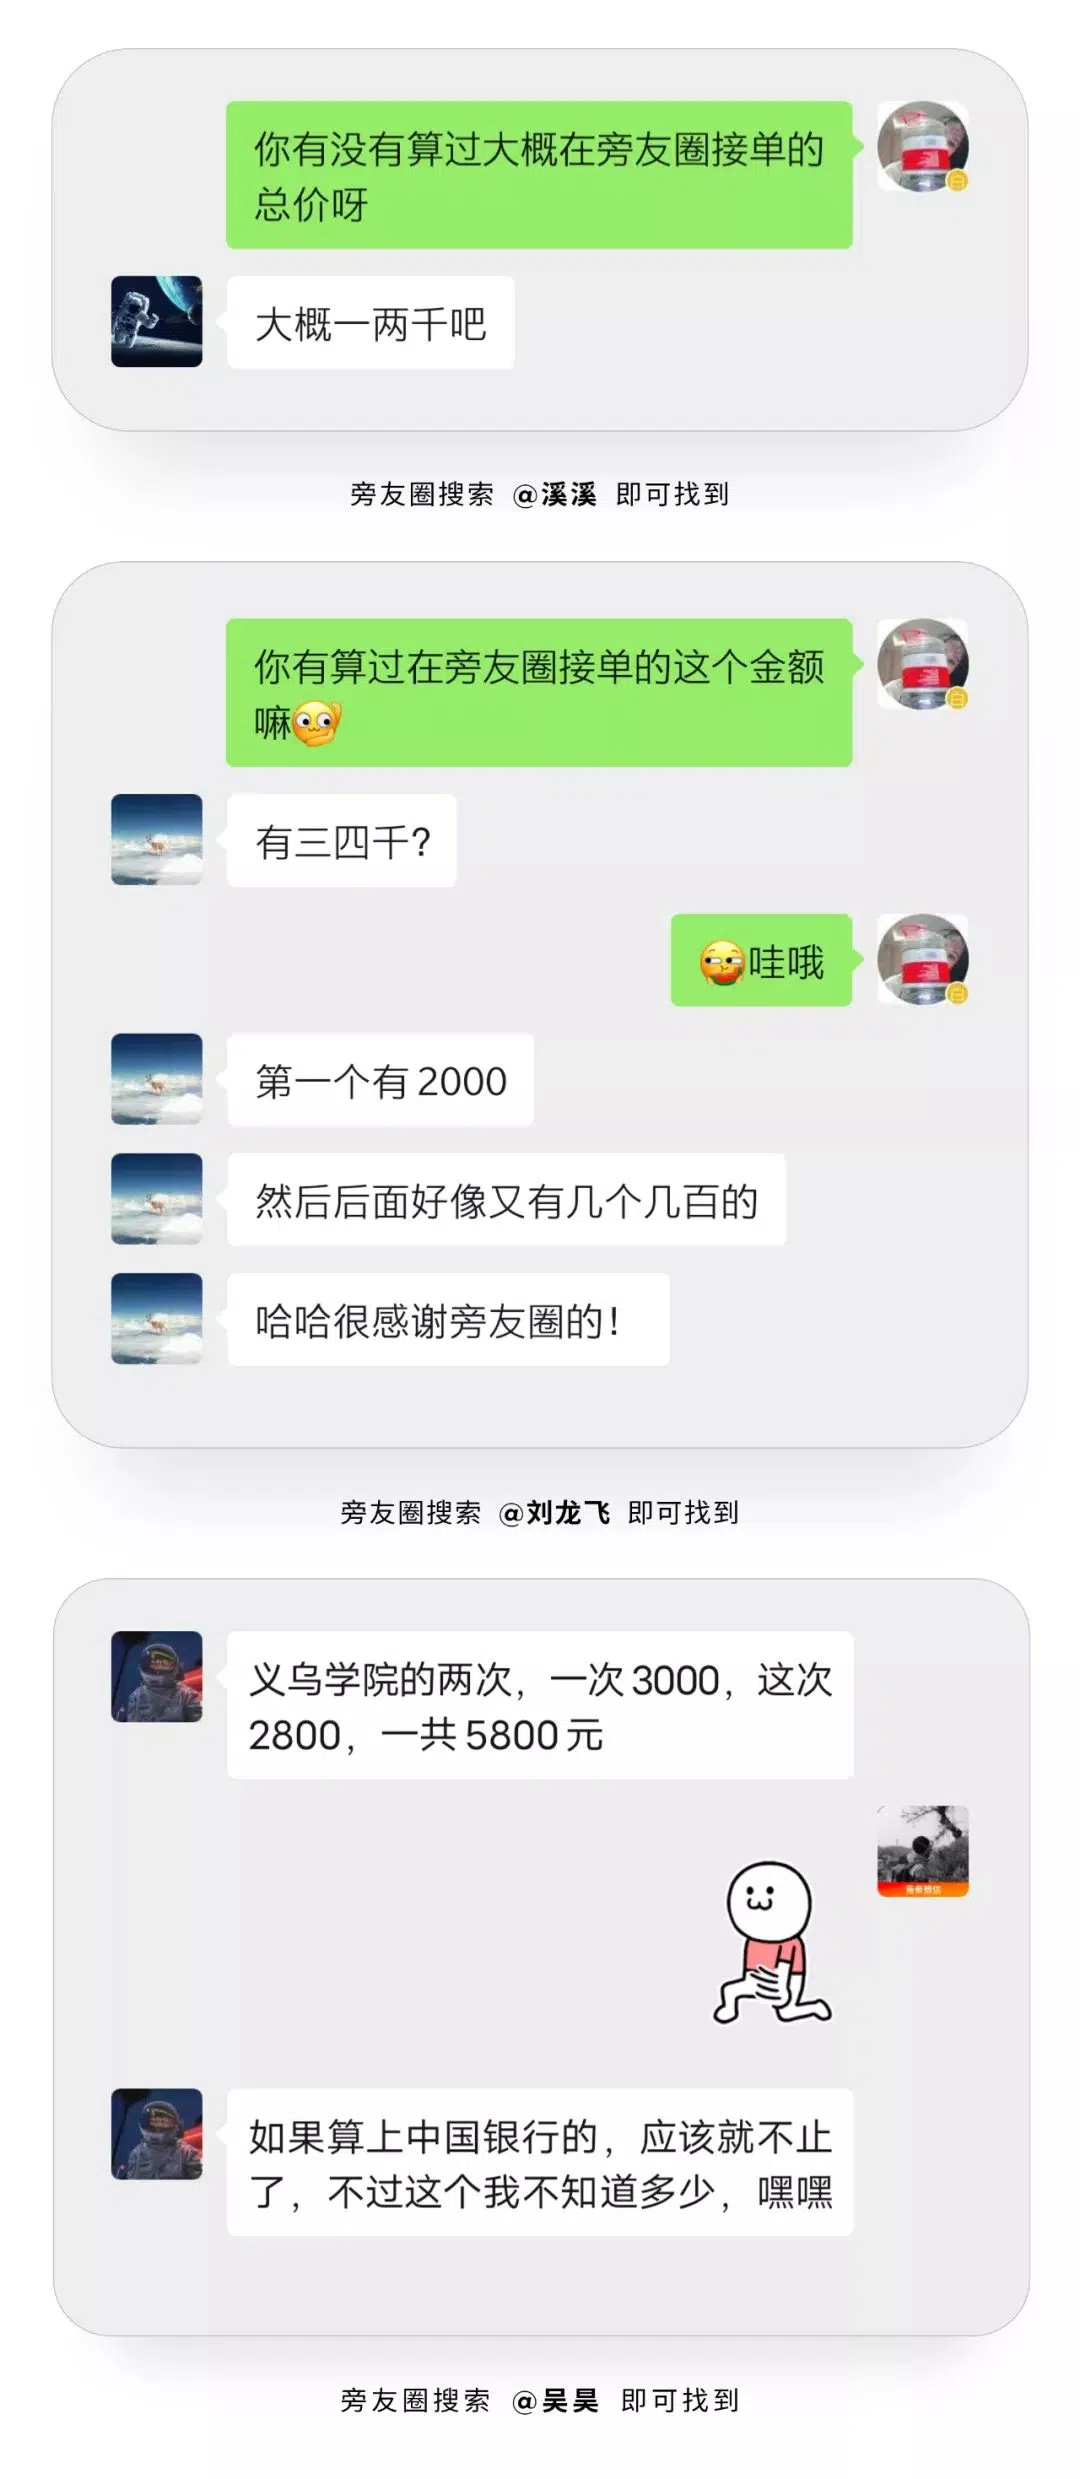 你有没有算过大概在旁友圈接单的
总价呀
大概一两千吧
旁友圈搜索 @溪溪 即可找到
你有算过在旁友圈接单的这个金额
嘛
有三四千?
哇哦
第一个有2000
然后后面好像又有几个几百的
哈哈很感谢旁友圈的!
旁友圈搜索 @刘龙飞 即可找到
义乌学院的两次，一次3000，这次
2800，一共5800元
如果算上中国银行的，应该就不止
了，不过这个我不知道多少，嘿嘿
旁友圈搜索 @吴昊 即可找到